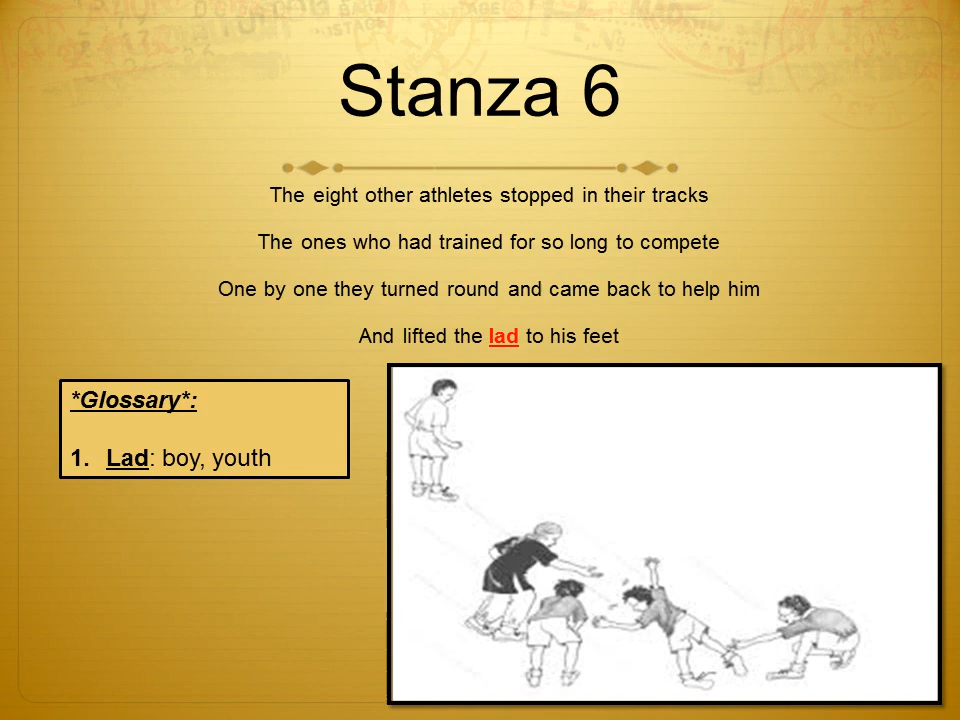 Stanza 6
The eight other athletes stopped in their tracks
The ones who had trained for so long to compete
One by one they turned round and came back to help him
And lifted the lad to his feet
*Glossary*:
1. Lad: boy, youth